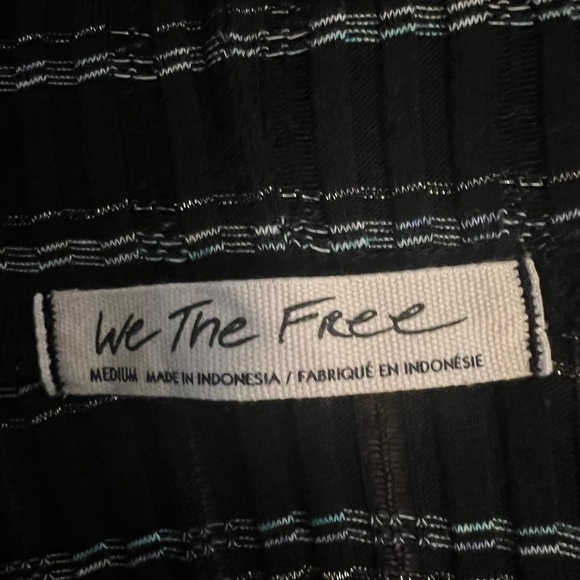 We The Free
MEDIUM MADE IN INDONESIA / FABRIQUÉ EN INDONÉSIE